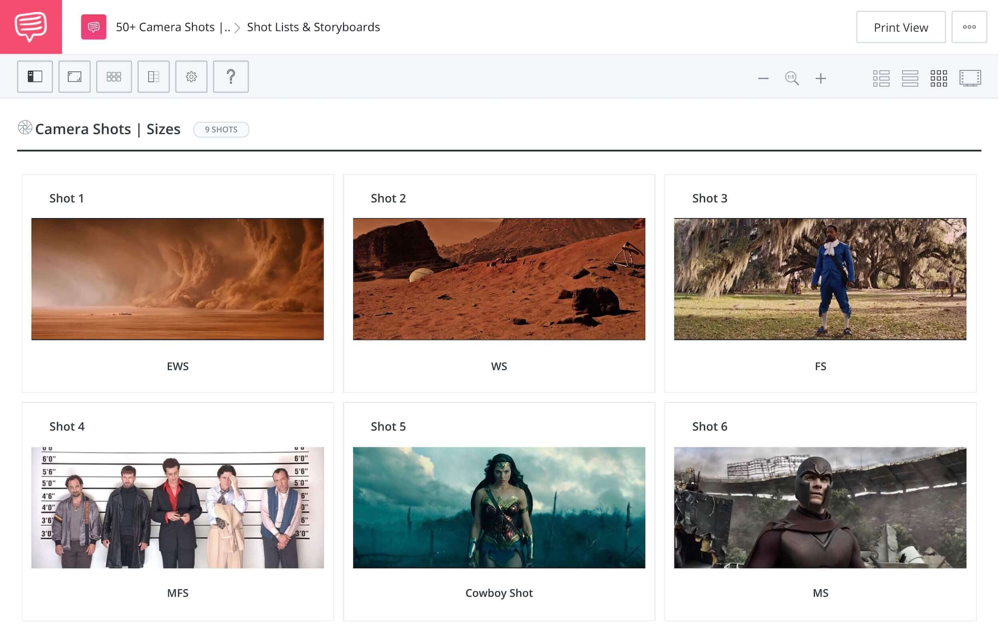 50+ Camera Shots |.. Shot Lists & Storyboards
Print View
1:1
Camera Shots | Sizes 9 SHOTS
Shot 1
Shot 2
Shot 3
EWS
WS
FS
Shot 4
Shot 5
Shot 6
6'0" 6'0"
5'6" 5'6"
5'0" 5'0"
4'6" 6"
4'0" 0"
3'6' 6"
3'0 3'0"
MFS
Cowboy Shot
MS